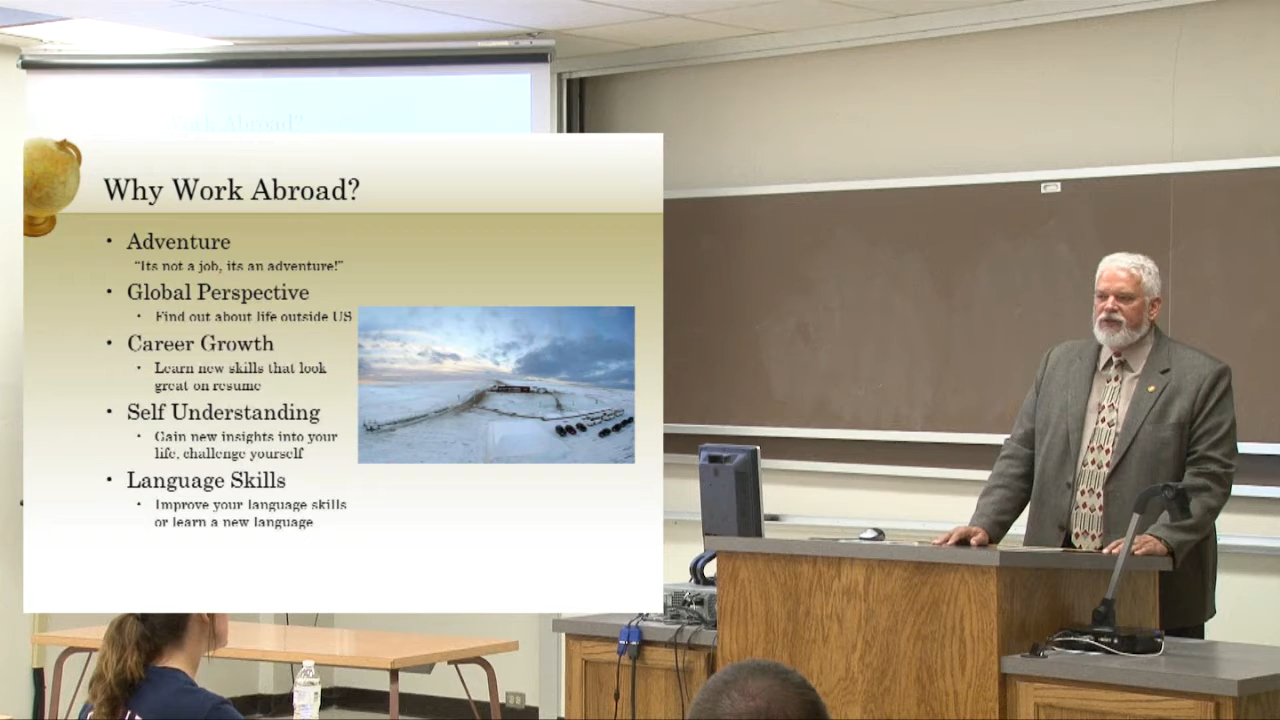 Work Abroad?
Why Work Abroad?
• Adventure
"Its not a job, its an adventure!"
• Global Perspective
• Find out about life outside US
• Career Growth
• Learn new skills that look
great on resume
• Self Understanding
• Gain new insights into your
life, challenge yourself
• Language Skills
• Improve your language skills
or learn a new language